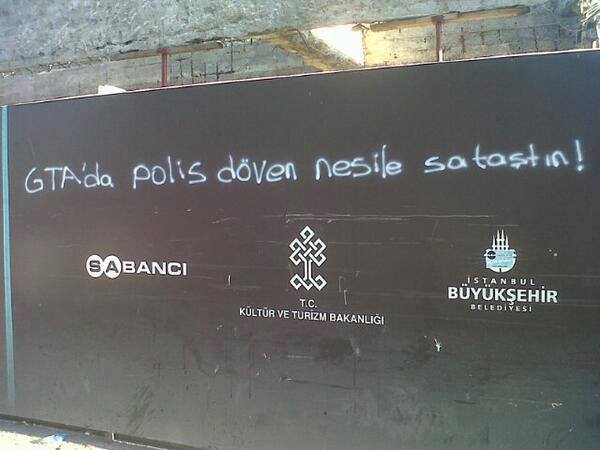 GTA'da polis döven nesile sataştın!
SABANCI
T.C.
KÜLTÜR VE TURİZM BAKANLIĞI
İSTANBUL
BÜYÜKŞEHİR
BELEDİYESİ